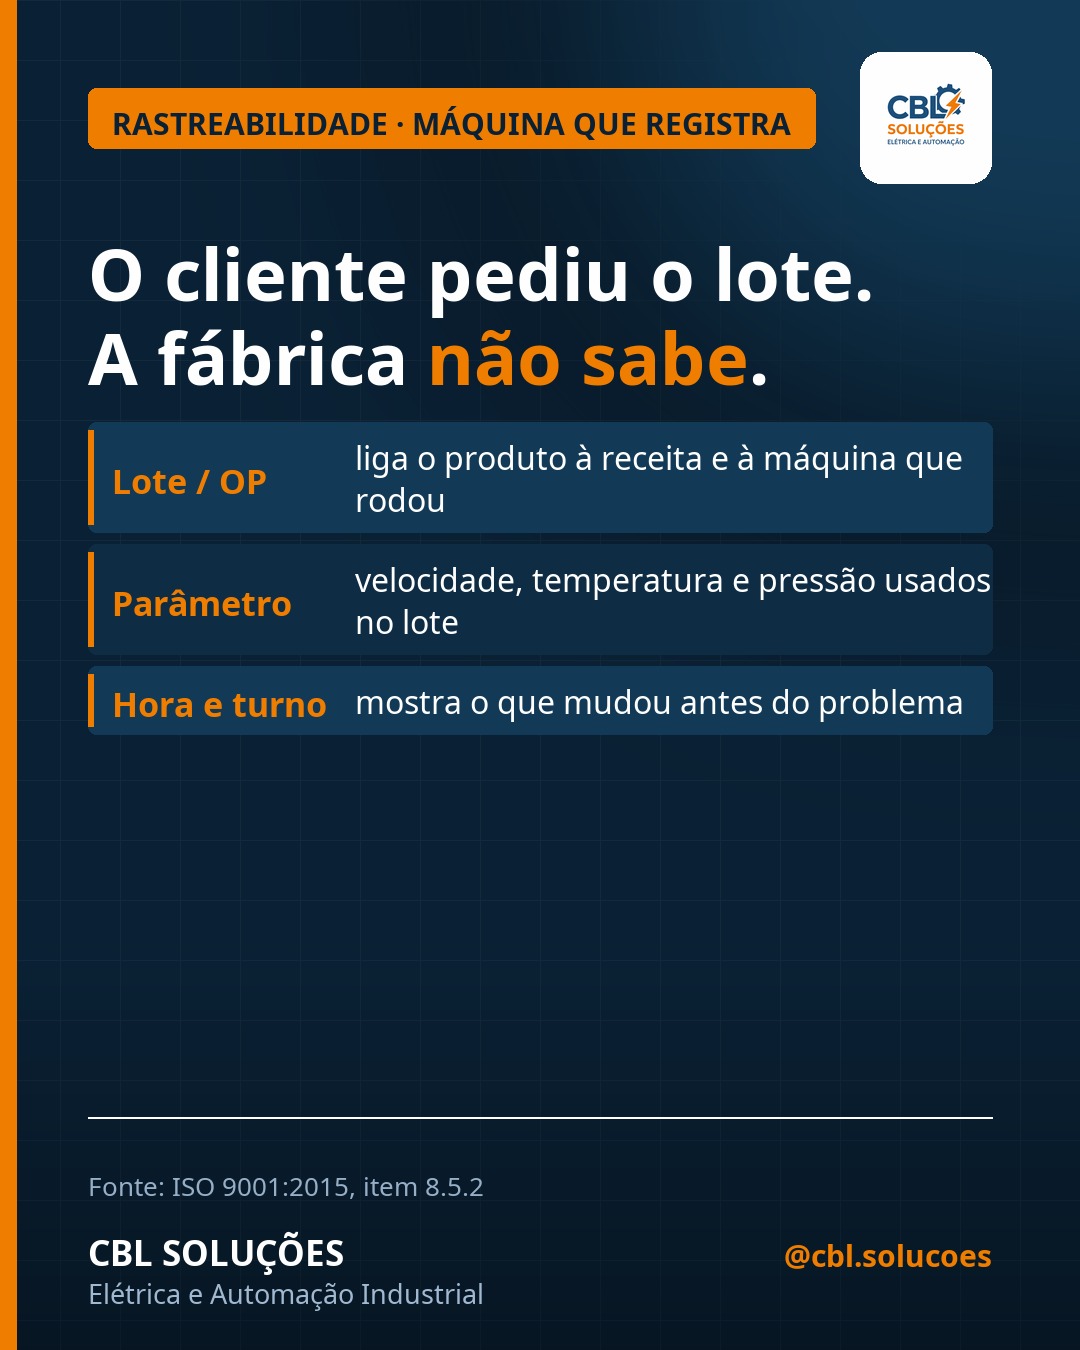 RASTREABILIDADE · MÁQUINA QUE REGISTRA
CBL
SOLUÇÕES
ELÉTRICA E AUTOMAÇÃO
O cliente pediu o lote.
A fábrica não sabe.
Lote / OP
liga o produto à receita e à máquina que
rodou
Parâmetro
velocidade, temperatura e pressão usados
no lote
Hora e turno
mostra o que mudou antes do problema
Fonte: ISO 9001:2015, item 8.5.2
CBL SOLUÇÕES
Elétrica e Automação Industrial
@cbl.solucoes